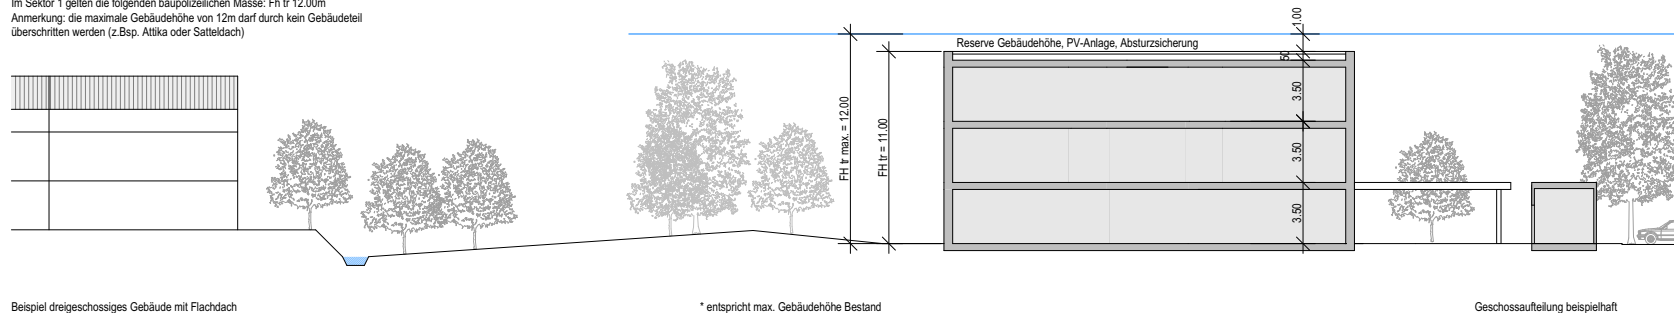 Im Sektor 1 gelten die folgenden baupolizeilichen Masse: Fh tr 12.00m
Anmerkung: die maximale Gebäudehöhe von 12m darf durch kein Gebäudeteil
überschritten werden (z.Bsp. Attika oder Satteldach)
1.00
Reserve Gebäudehöhe, PV-Anlage, Absturzsicherung
50
3.50
FH tr max. = 12.00
FH tr = 11.00
3.50
3.50
Beispiel dreigeschossiges Gebäude mit Flachdach
* entspricht max. Gebäudehöhe Bestand
Geschossaufteilung beispielhaft